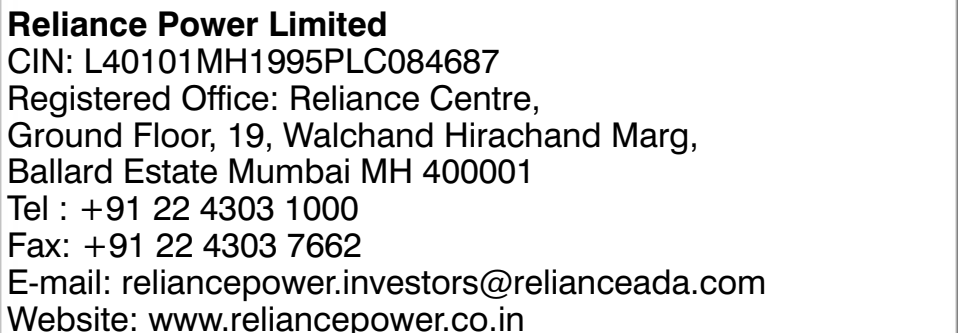 Reliance Power Limited
CIN: L40101MH1995PLC084687
Registered Office: Reliance Centre,
Ground Floor, 19, Walchand Hirachand Marg,
Ballard Estate Mumbai MH 400001
Tel : +91 22 4303 1000
Fax: +91 22 4303 7662
E-mail: reliancepower.investors@relianceada.com
Website: www.reliancepower.co.in